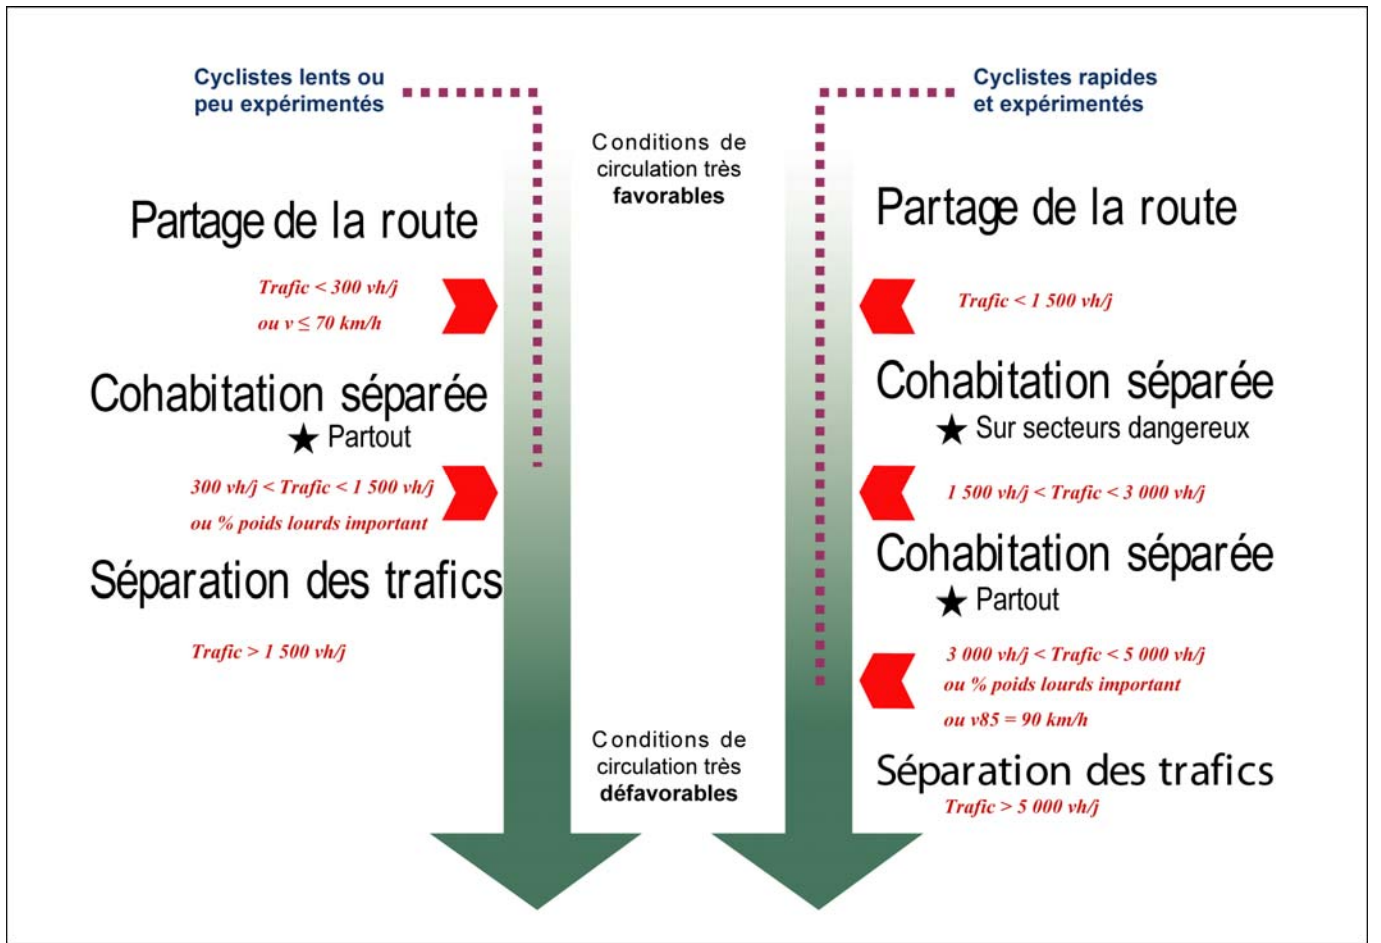 Cyclistes lents ou
peu expérimentés
Partage de la route
Trafic < 300 vh/j
ou v ≤ 70 km/h
Cohabitation séparée
★ Partout
300 vh/j < Trafic < 1 500 vh/j
ou % poids lourds important
Séparation des trafics
Trafic > 1 500 vh/j
Conditions de
circulation très
favorables
Conditions de
circulation très
défavorables
Cyclistes rapides
et expérimentés
Partage de la route
Trafic < 1 500 vh/j
Cohabitation séparée
★ Sur secteurs dangereux
1 500 vh/j < Trafic < 3 000 vh/j
Cohabitation séparée
★ Partout
3 000 vh/j < Trafic < 5 000 vh/j
ou % poids lourds important
ou v85 = 90 km/h
Séparation des trafics
Trafic > 5 000 vh/j